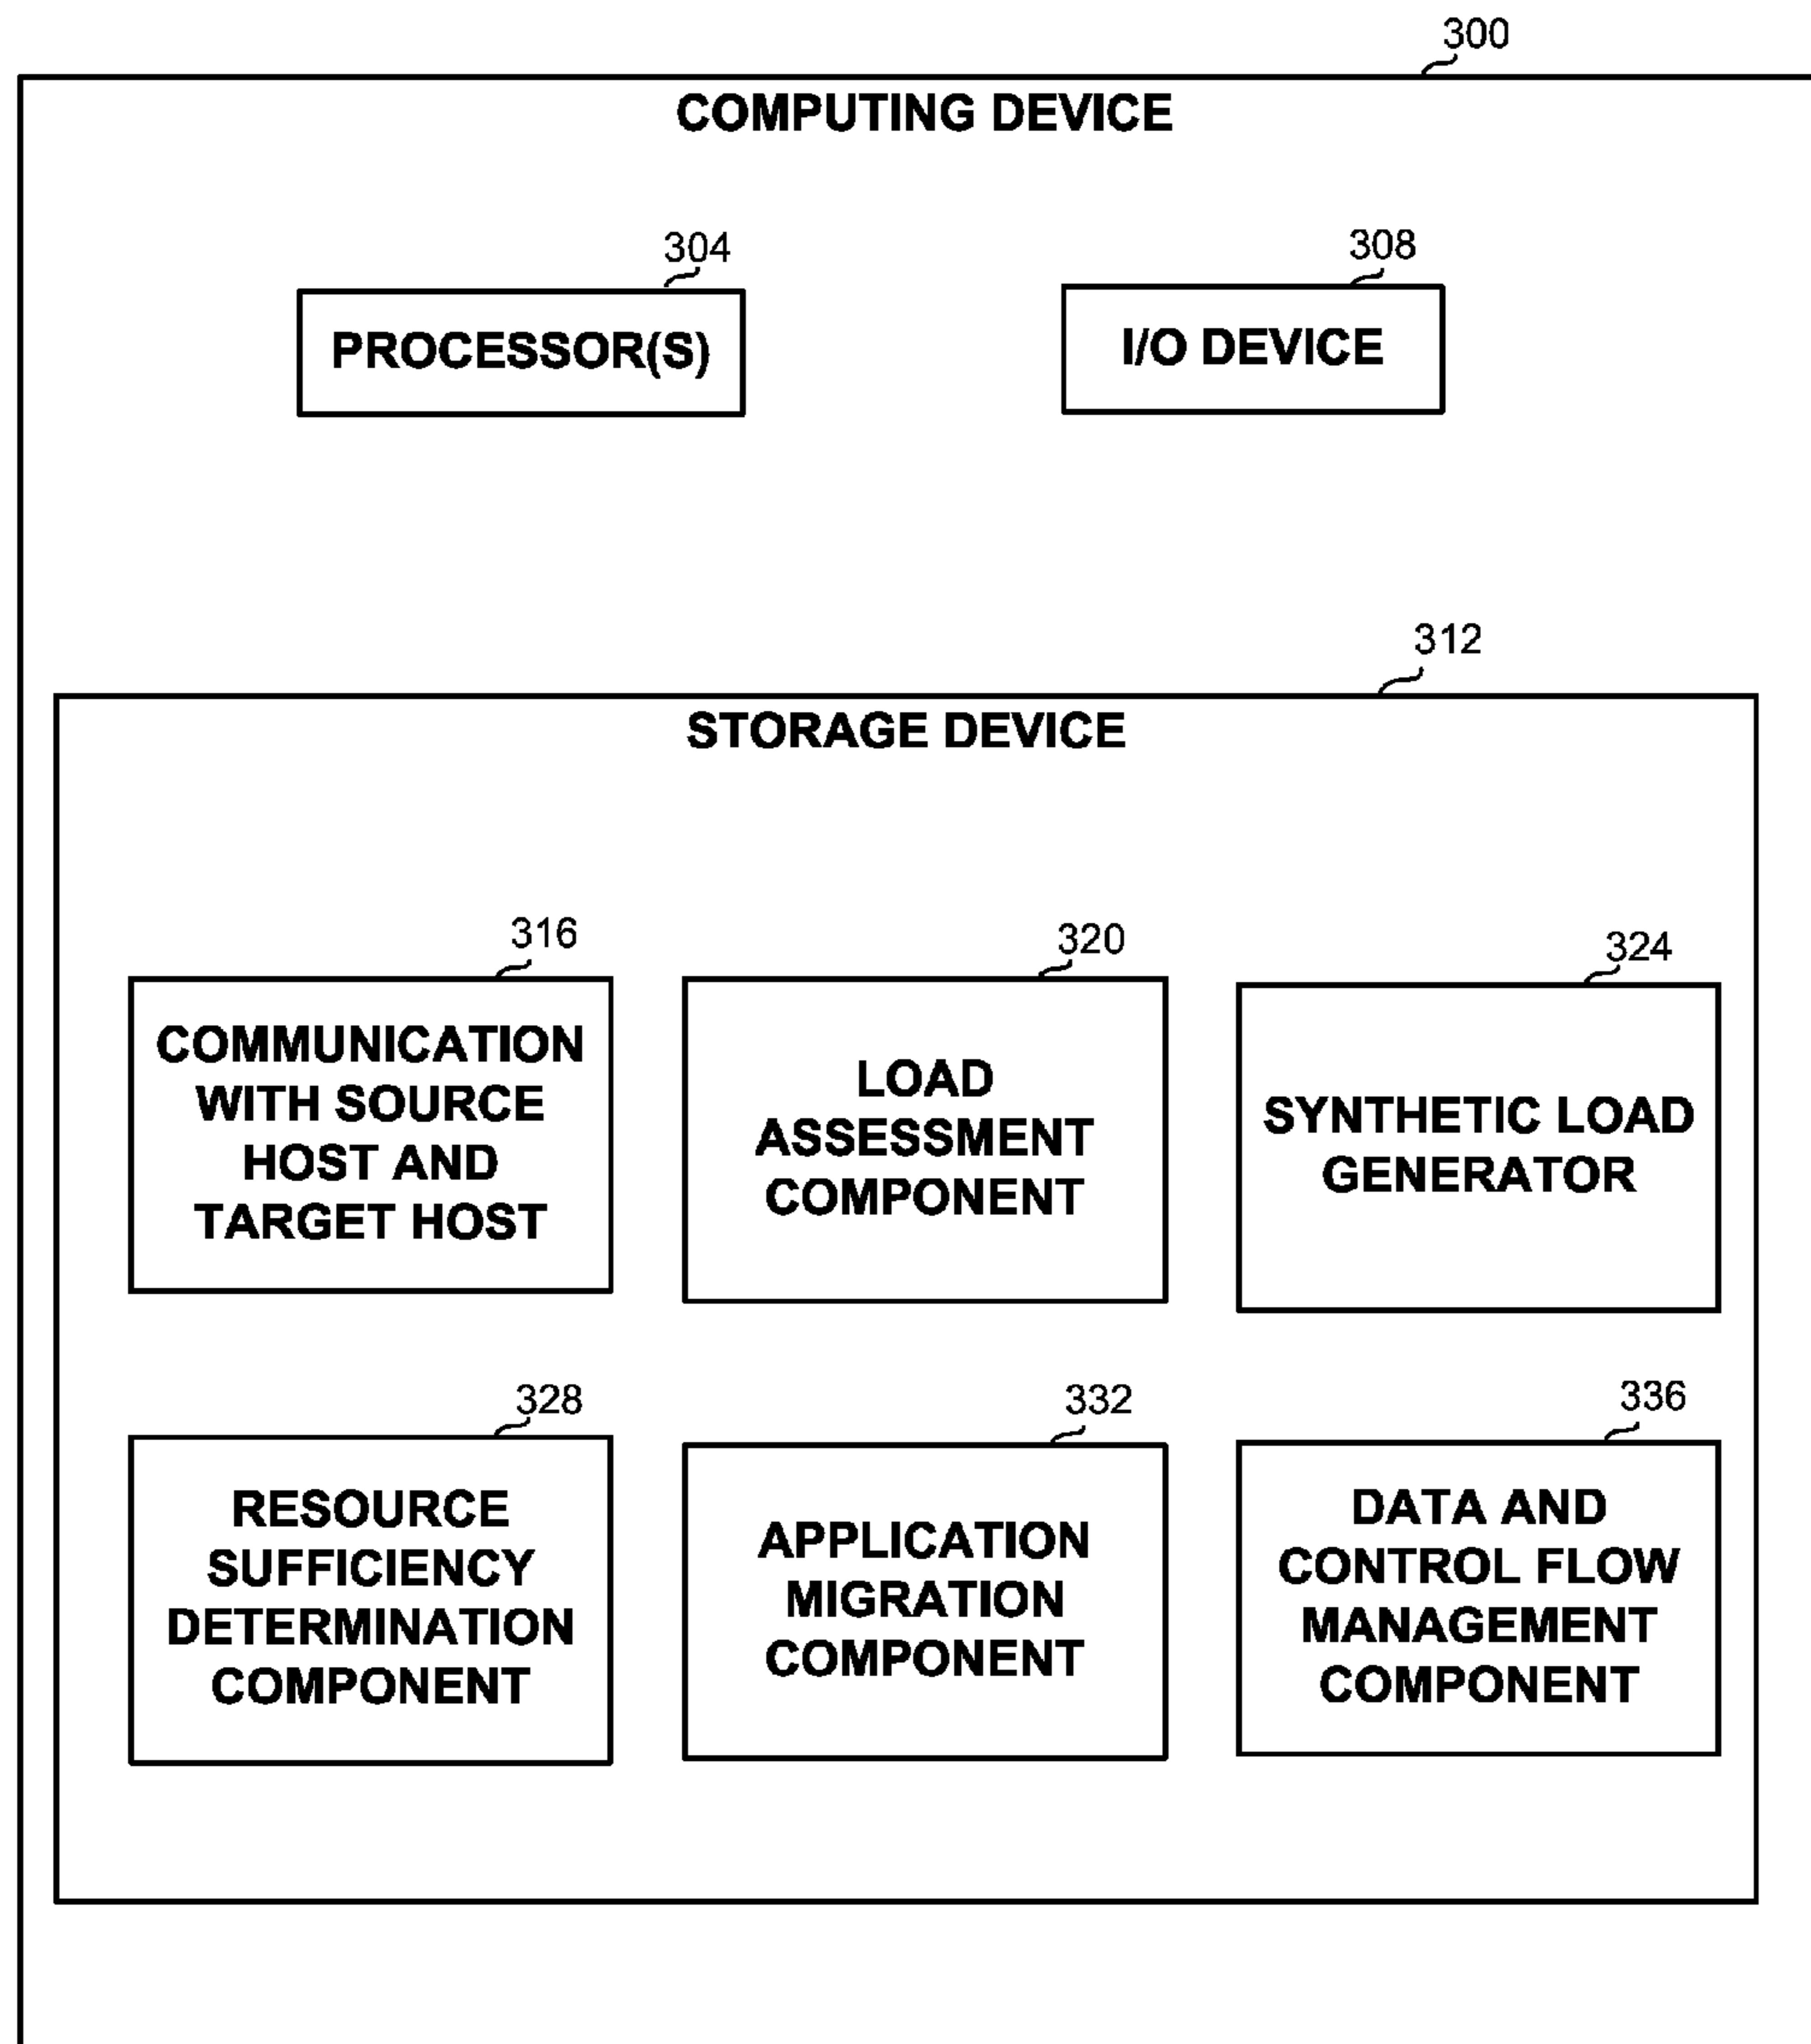 300
COMPUTING DEVICE
304
308
PROCESSOR(S)
I/O DEVICE
312
STORAGE DEVICE
316
320
324
COMMUNICATION
WITH SOURCE
HOST AND
TARGET HOST
LOAD
ASSESSMENT
COMPONENT
SYNTHETIC LOAD
GENERATOR
328
332
336
RESOURCE
SUFFICIENCY
DETERMINATION
COMPONENT
APPLICATION
MIGRATION
COMPONENT
DATA AND
CONTROL FLOW
MANAGEMENT
COMPONENT